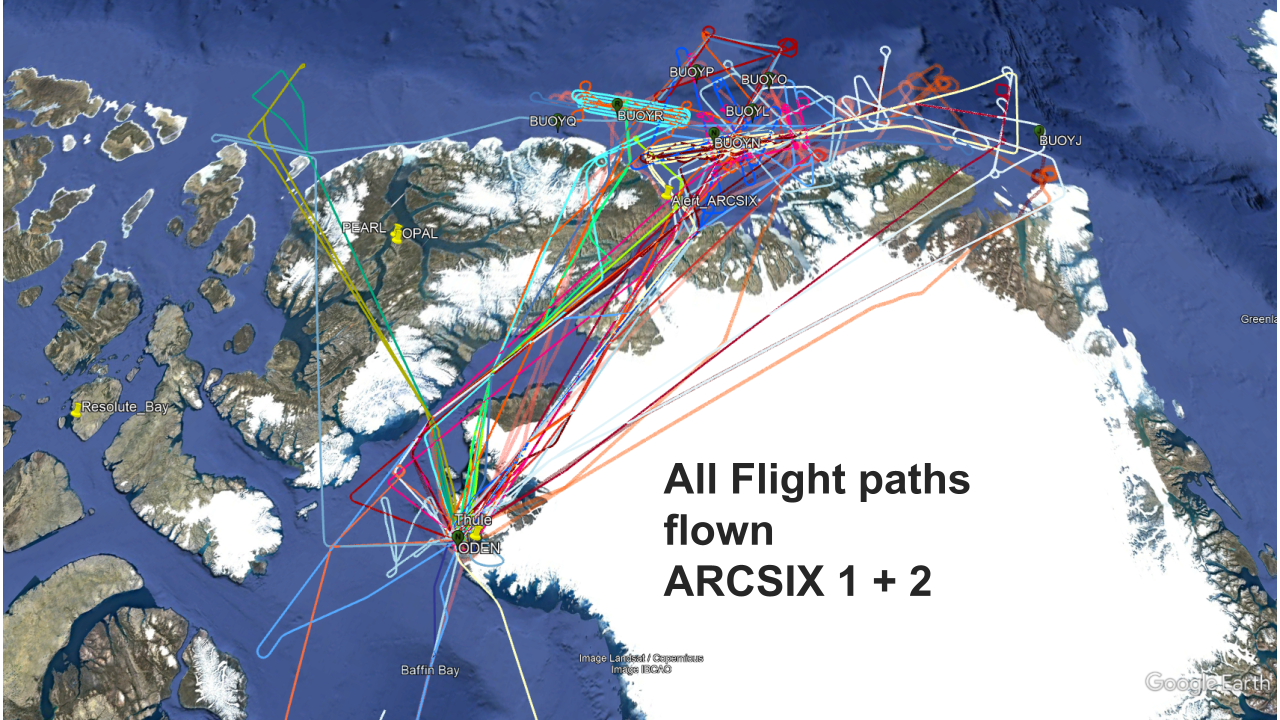 BUOYP
BUOYO
BUOYQ
BUOYR
BUOYL
BUOYN
BUOYJ
Alert_ARCSIX
PEARL
OPAL
Greenla
Resolute_Bay
All Flight paths
flown
ARCSIX 1 + 2
Thule
ODEN
Baffin Bay
Image Landsat / Copernicus
Image IBCAO
Google Earth